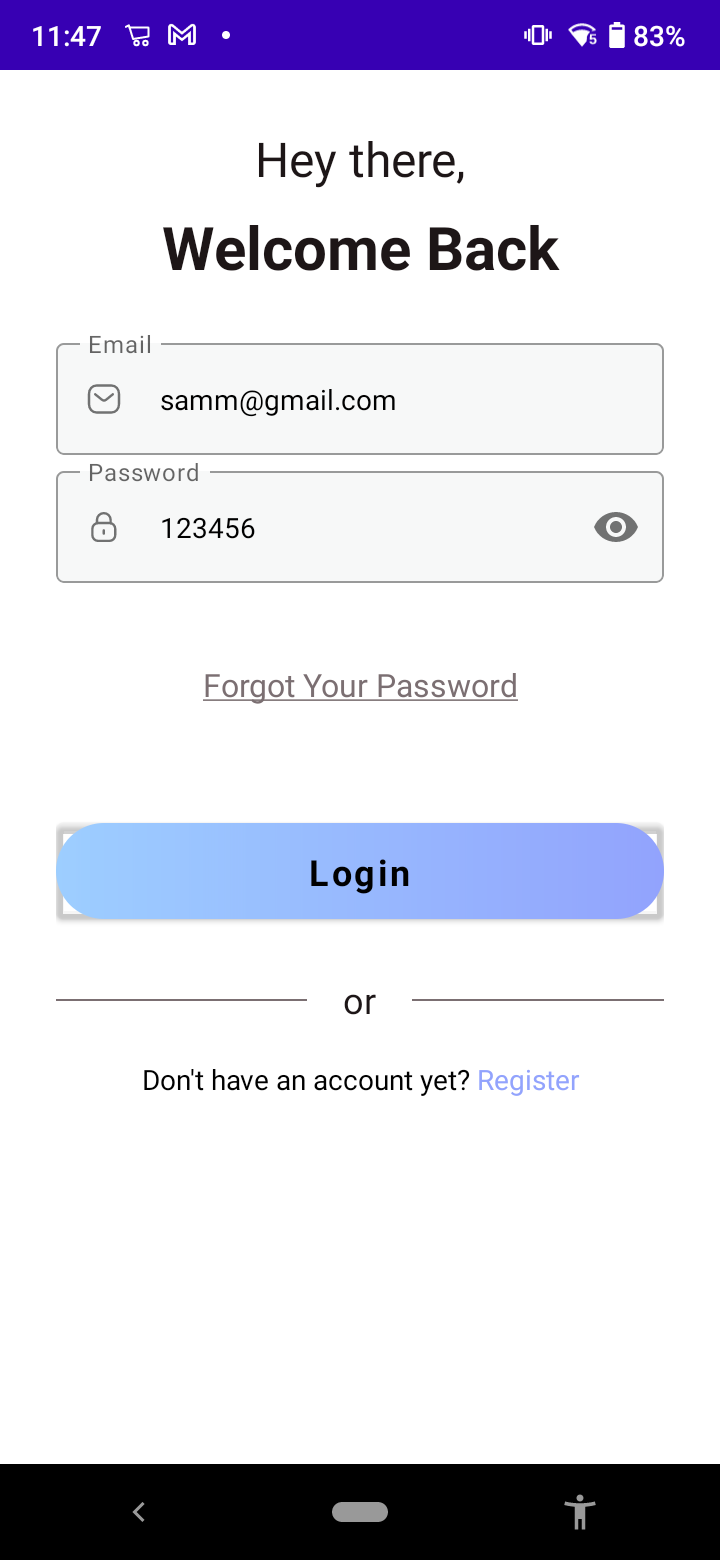 11:47 83%
Hey there,
Welcome Back
Email
samm@gmail.com
Password
123456
Forgot Your Password
Login
or
Don't have an account yet? Register